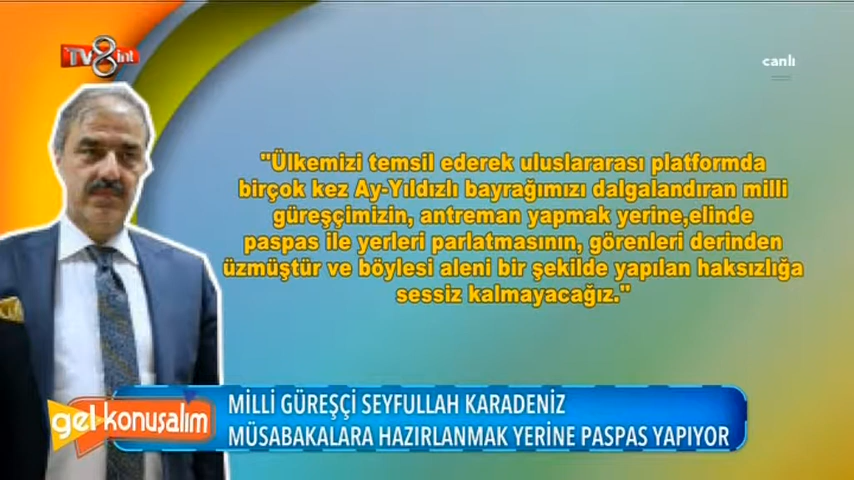 TV8 int
canlı
"Ülkemizi temsil ederek uluslararası platformda
birçok kez Ay-Yıldızlı bayrağımızı dalgalandıran milli
güreşçimizin, antreman yapmak yerine,elinde
paspas ile yerleri parlatmasının, görenleri derinden
üzmüştür ve böylesi aleni bir şekilde yapılan haksızlığa
sessiz kalmayacağız."
gel konuşalım
MİLLİ GÜREŞÇİ SEYFULLAH KARADENİZ
MÜSABAKALARA HAZIRLANMAK YERİNE PASPAS YAPIYOR